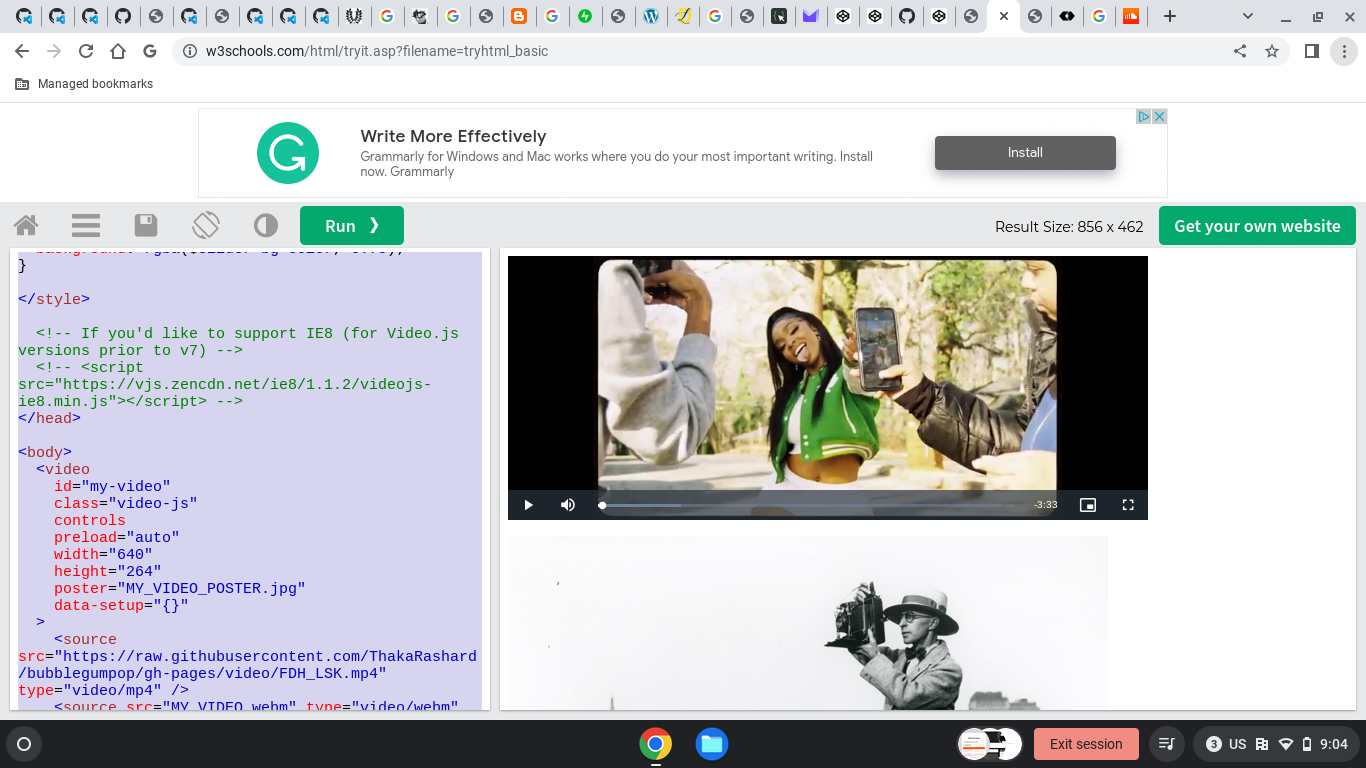 w3schools.com/html/tryit.asp?filename=tryhtml_basic
Managed bookmarks
Write More Effectively
Grammarly for Windows and Mac works where you do your most important writing. Install
now. Grammarly
Install
Run ❯
Result Size: 856 x 462
Get your own website
}
</style>
<!-- If you'd like to support IE8 (for Video.js
versions prior to v7) -->
<!-- <script
src="https://vjs.zencdn.net/ie8/1.1.2/videojs-
ie8.min.js"></script> -->
</head>
<body>
<video
id="my-video"
class="video-js"
controls
preload="auto"
width="640"
height="264"
poster="MY_VIDEO_POSTER.jpg"
data-setup="{}"
>
<source
src="https://raw.githubusercontent.com/ThakaRashard
/bubblegumpop/gh-pages/video/FDH_LSK.mp4"
type="video/mp4" />
<source src="MY_VIDEO.webm" type="video/webm"
-3:33
Exit session
3 US 9:04